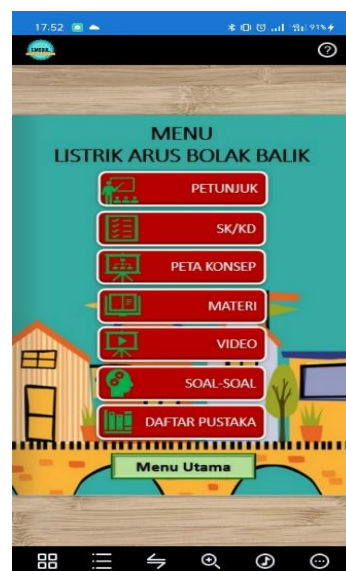 17.52
91%
MENU
LISTRIK ARUS BOLAK BALIK
PETUNJUK
SK/KD
PETA KONSEP
MATERI
VIDEO
SOAL-SOAL
DAFTAR PUSTAKA
Menu Utama